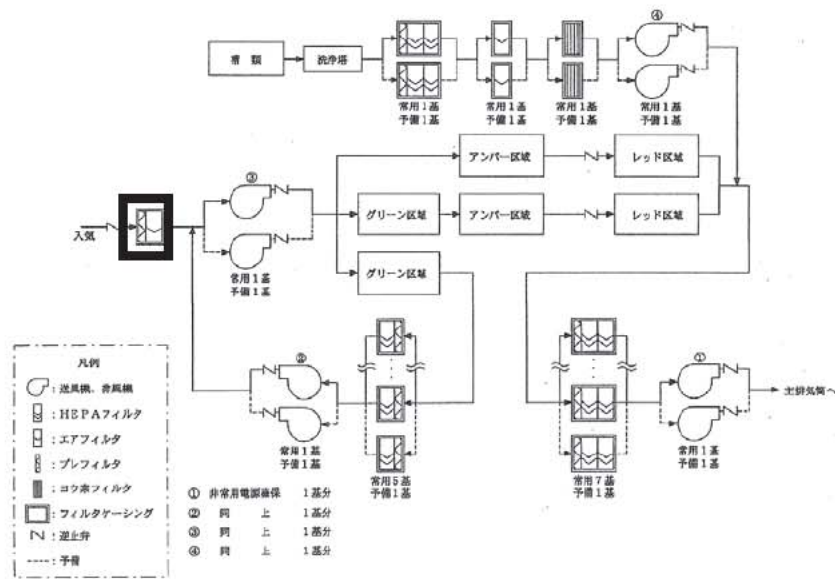 ④
槽　類
洗浄塔
常用1基
予備1基
常用1基
予備1基
常用1基
予備1基
常用1基
予備1基
アンバー区域
レッド区域
③
グリーン区域
アンバー区域
レッド区域
入気
グリーン区域
常用1基
予備1基
②
①
主排気筒へ
常用1基
予備1基
常用5基
予備1基
常用7基
予備1基
常用1基
予備1基
凡例
：送風機、排風機
：HEPAフィルタ
：エアフィルタ
：プレフィルタ
：ヨウ素フィルタ
：フィルタケーシング
：逆止弁
：予備
①　非常用電源確保　1基分
②　同　上　1基分
③　同　上　1基分
④　同　上　1基分